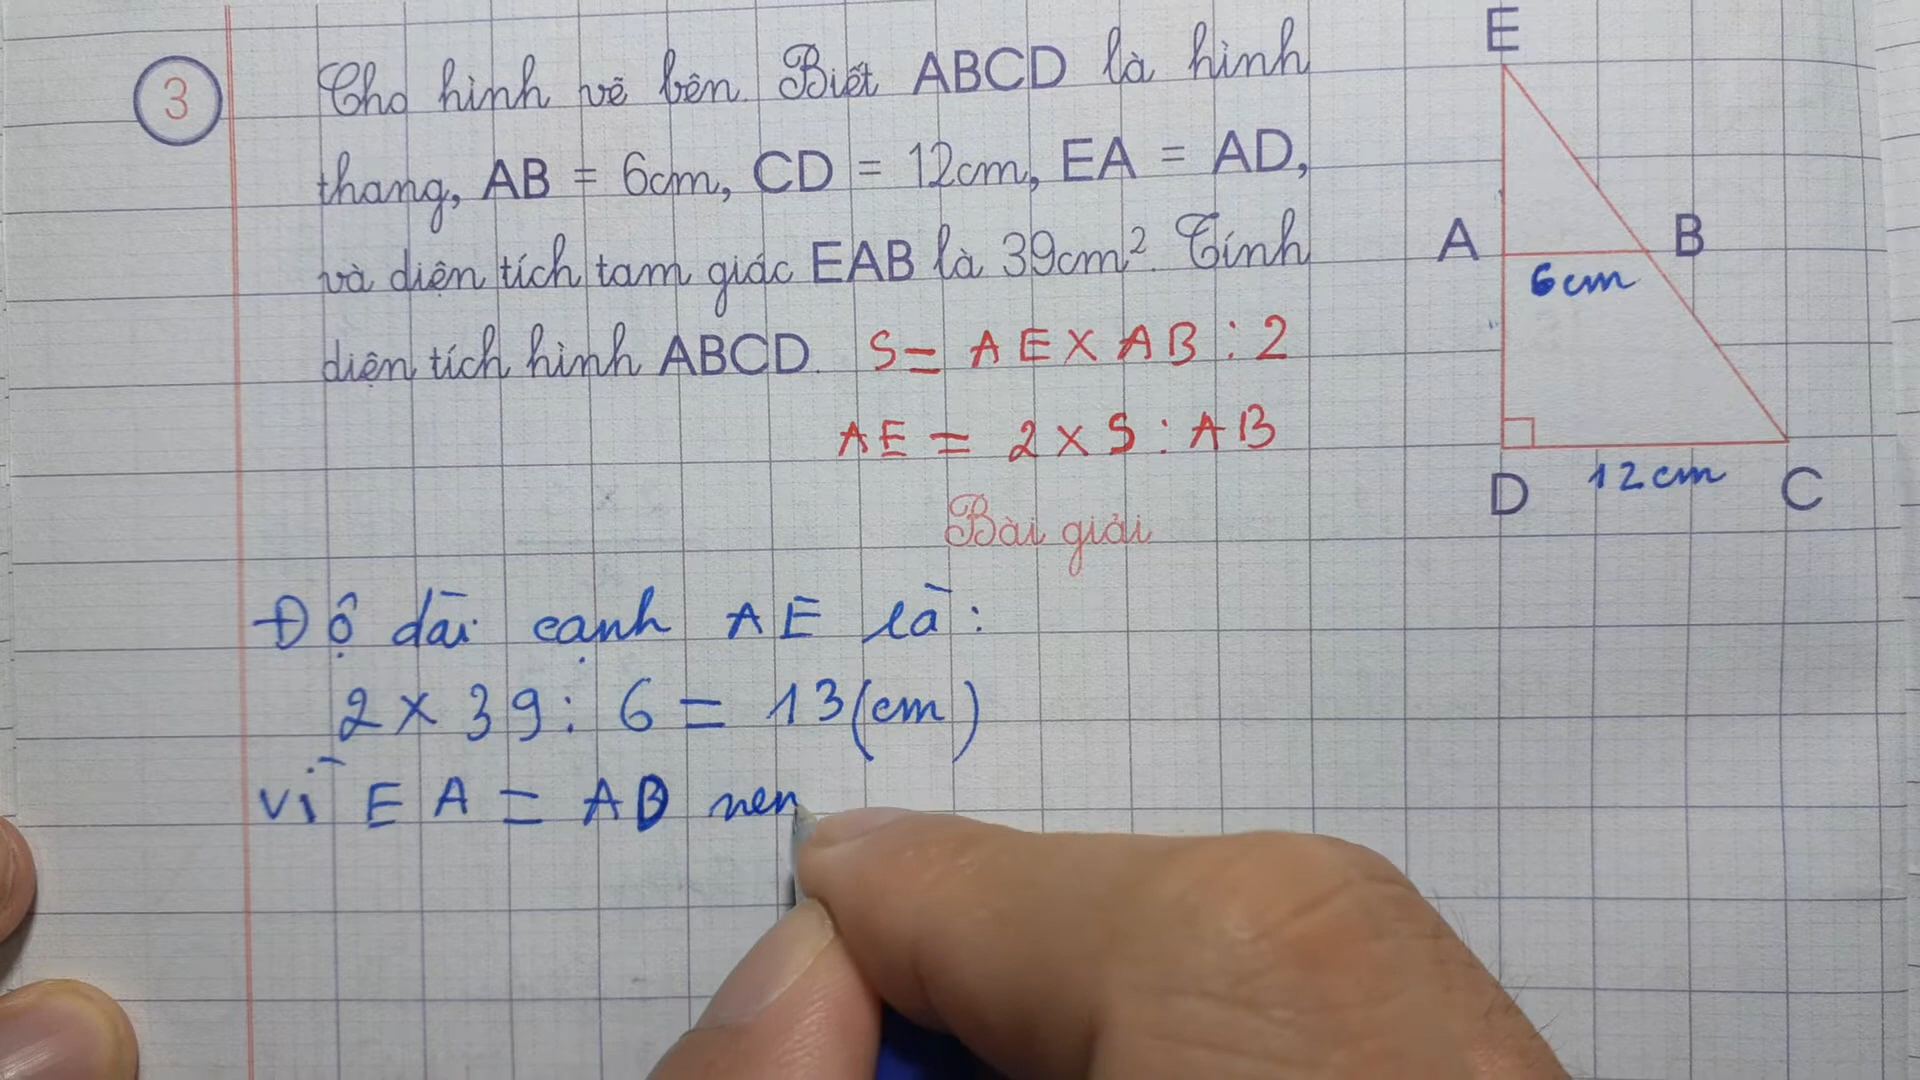 3
Cho hình vẽ bên. Biết ABCD là hình
thang, AB = 6cm, CD = 12cm, EA = AD,
và diện tích tam giác EAB là 39cm². Tính
diện tích hình ABCD.
S = AE X AB : 2
AE = 2 X S : AB
Bài giải
Độ dài cạnh AE là:
2 x 39 : 6 = 13 (cm)
vì EA = AD nen
E
A
B
6cm
D
12cm
C